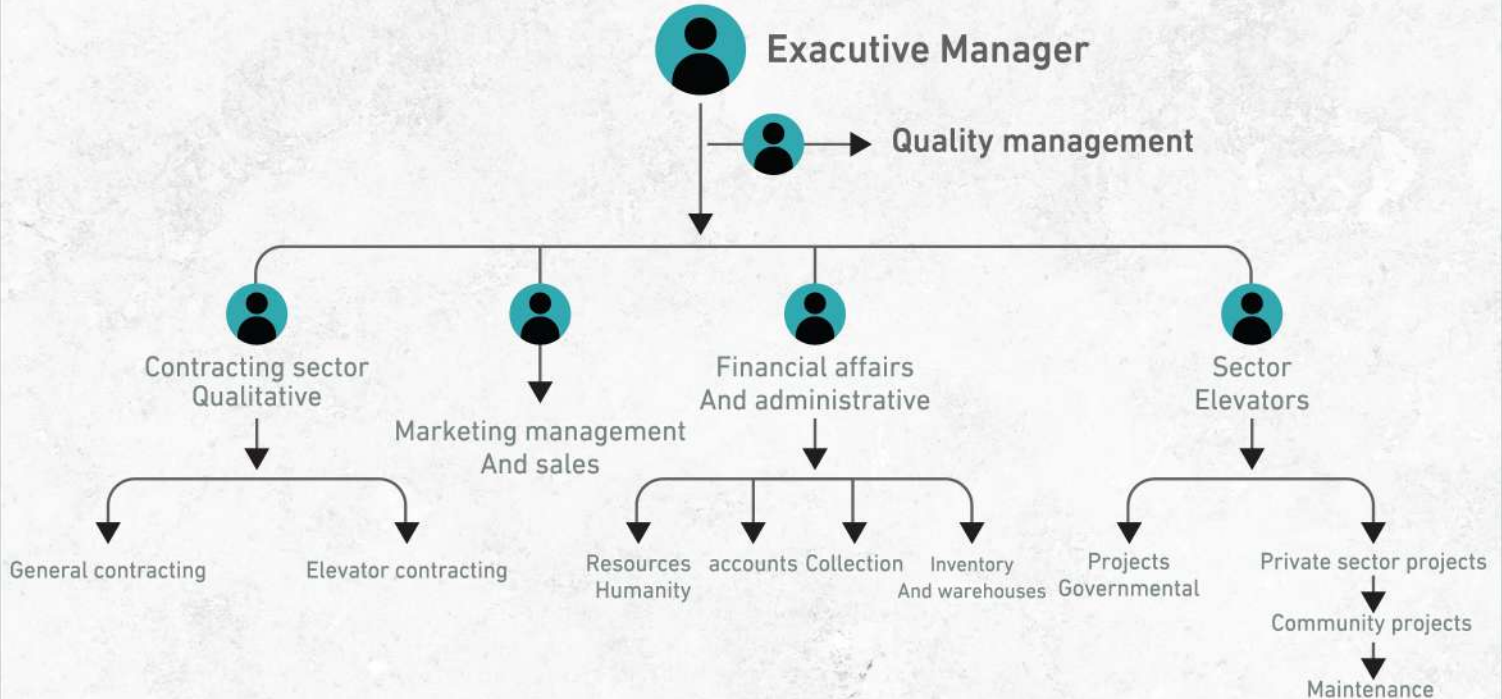 Exacutive Manager
Quality management
Contracting sector
Qualitative
Marketing management
And sales
Financial affairs
And administrative
Sector
Elevators
General contracting
Elevator contracting
Resources
Humanity
accounts
Collection
Inventory
And warehouses
Projects
Governmental
Private sector projects
Community projects
Maintenance